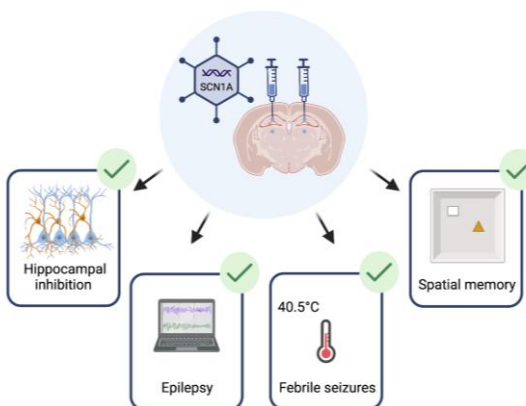 SCN1A
Hippocampal
inhibition
Epilepsy
40.5°C
Febrile seizures
Spatial memory